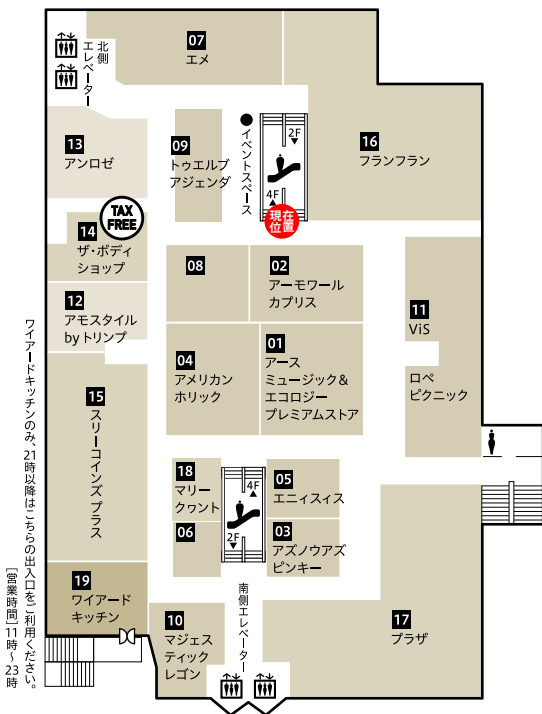 07
エメ
北側
エレベーター
13
アンロゼ
09
トゥエルブ
アジェンダ
イベントスペース
2F
4F
現在
位置
16
フランフラン
TAX
FREE
14
ザ・ボディ
ショップ
08
02
アーモワール
カプリス
11
ViS
ロペ
ピクニック
12
アモスタイル
by トリンプ
04
アメリカン
ホリック
01
アース
ミュージック&
エコロジー
プレミアムストア
15
スリーコインズ プラス
18
マリー
クヮント
06
4F
2F
05
エニィスィス
03
アズノウアズ
ピンキー
19
ワイアード
キッチン
10
マジェス
ティック
レゴン
南側エレベーター
17
プラザ
ワイアードキッチンのみ、21時以降はこちらの出入口をご利用ください。
[営業時間]11時~23時